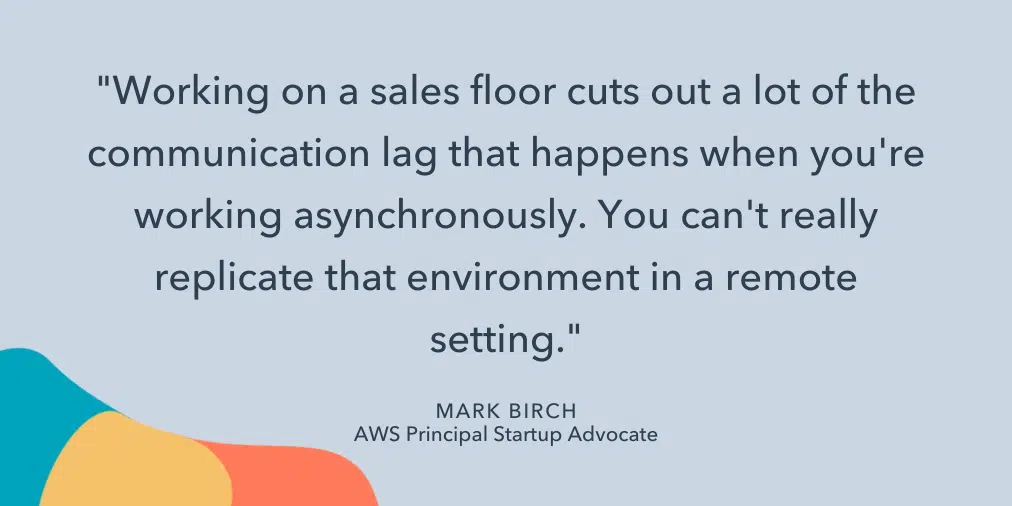 "Working on a sales floor cuts out a lot of the
communication lag that happens when you're
working asynchronously. You can't really
replicate that environment in a remote
setting."
MARK BIRCH
AWS Principal Startup Advocate